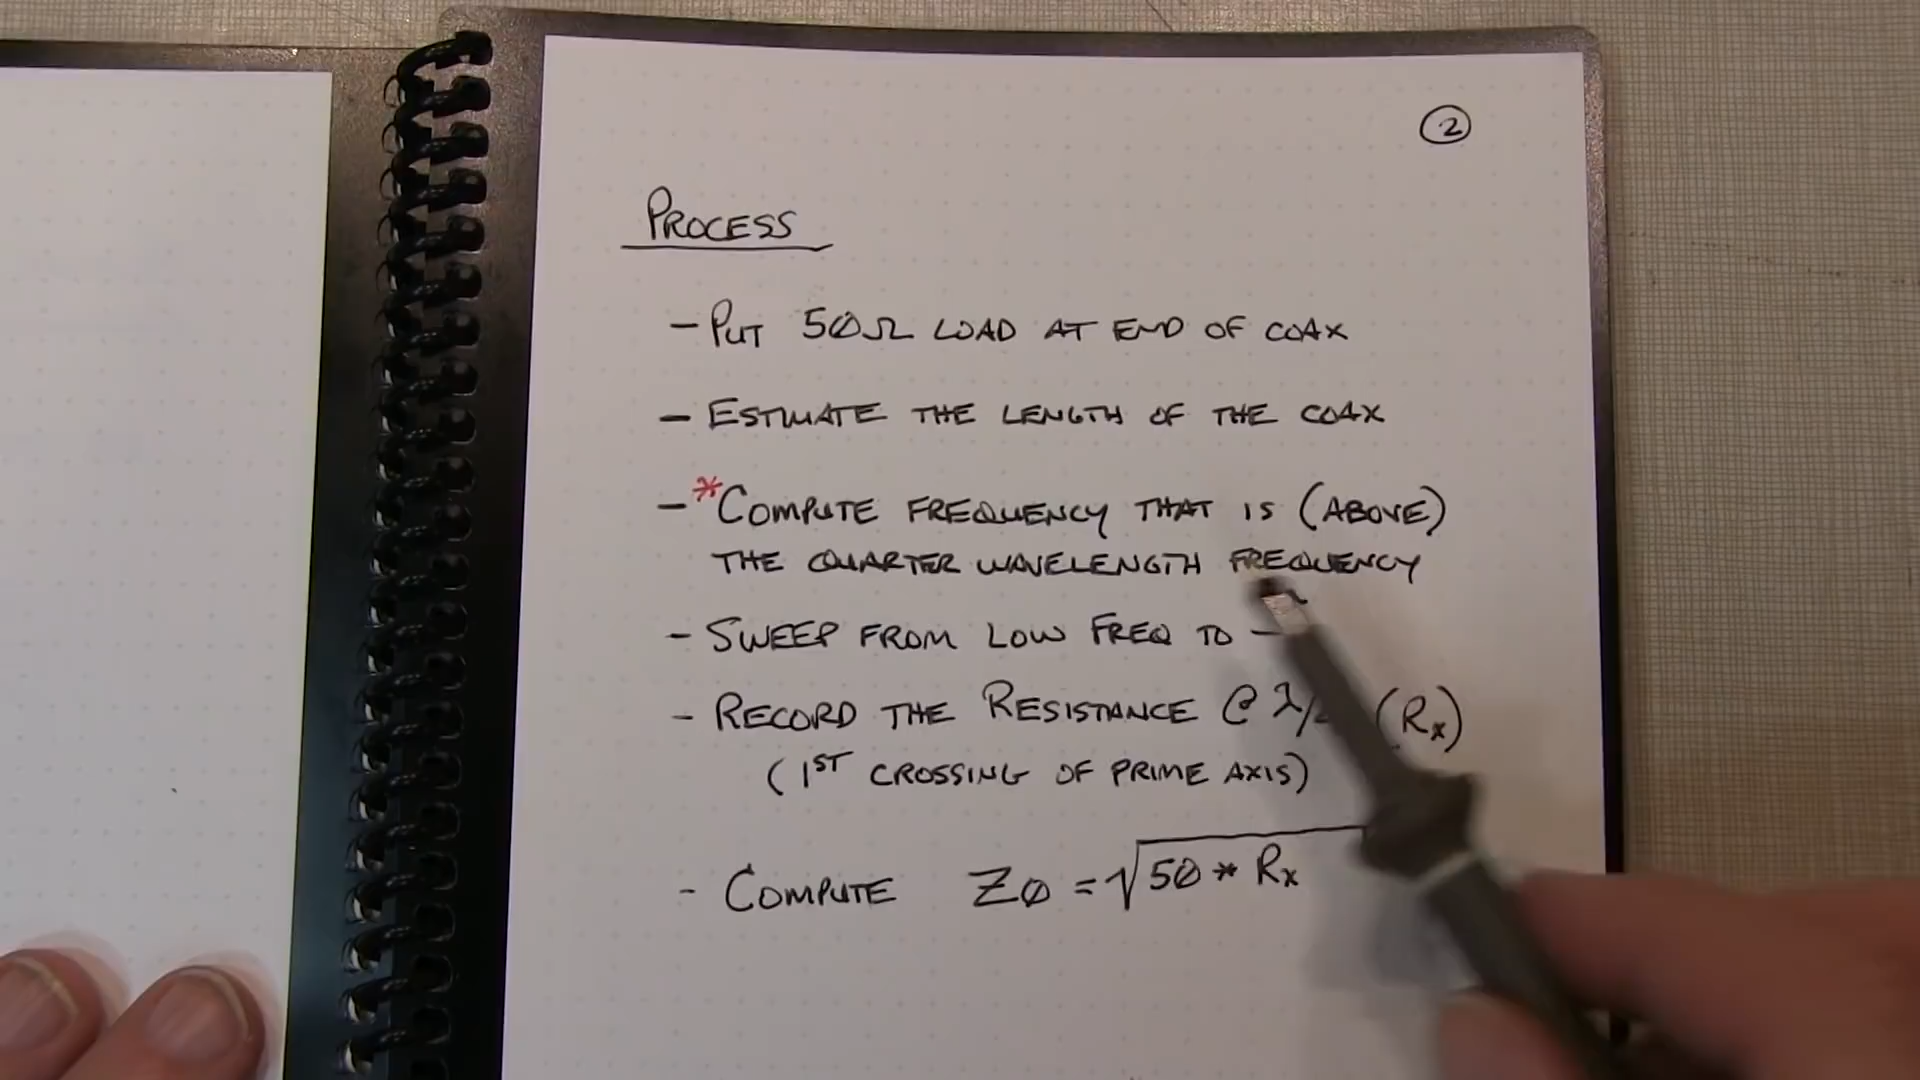 2
PROCESS
- PUT 50Ω LOAD AT END OF COAX
- ESTIMATE THE LENGTH OF THE COAX
- *COMPUTE FREQUENCY THAT IS (ABOVE)
THE QUARTER WAVELENGTH FREQUENCY
- SWEEP FROM LOW FREQ TO
- RECORD THE RESISTANCE @ λ/ (Rx)
(1ST CROSSING OF PRIME AXIS)
- COMPUTE ZØ = √50 * Rx